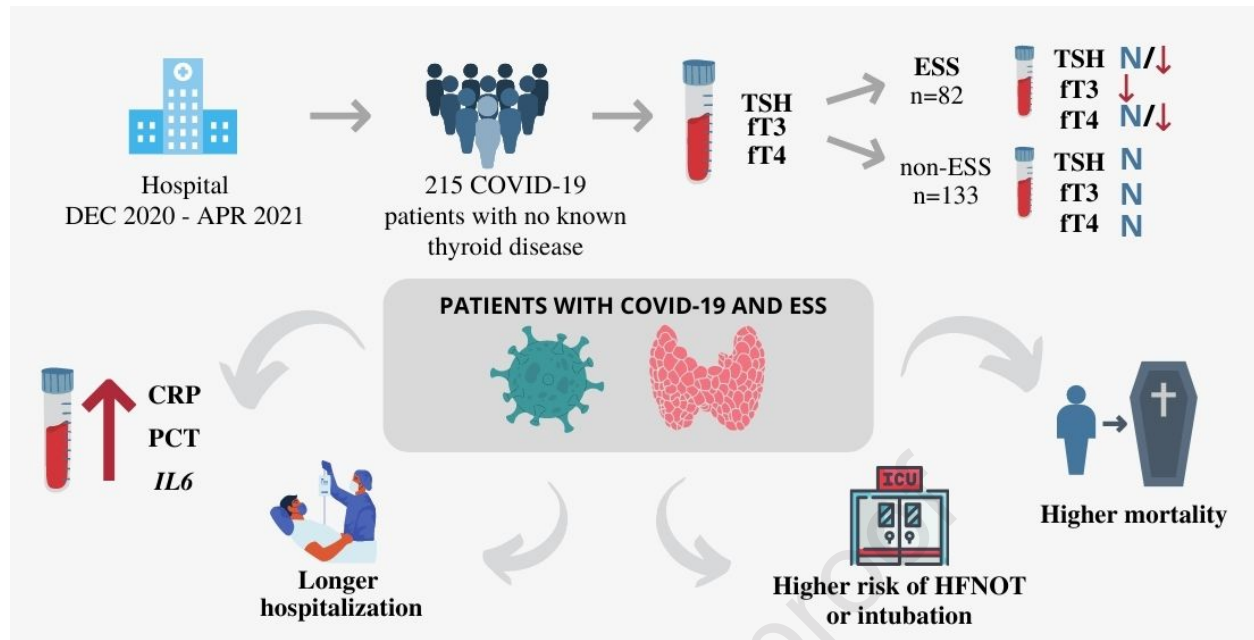 Hospital
DEC 2020 - APR 2021
215 COVID-19
patients with no known
thyroid disease
TSH
fT3
fT4
ESS
n=82
TSH N/↓
fT3 ↓
fT4 N/↓
non-ESS
n=133
TSH N
fT3 N
fT4 N
PATIENTS WITH COVID-19 AND ESS
CRP
PCT
IL6
Longer
hospitalization
ICU
Higher risk of HFNOT
or intubation
Higher mortality